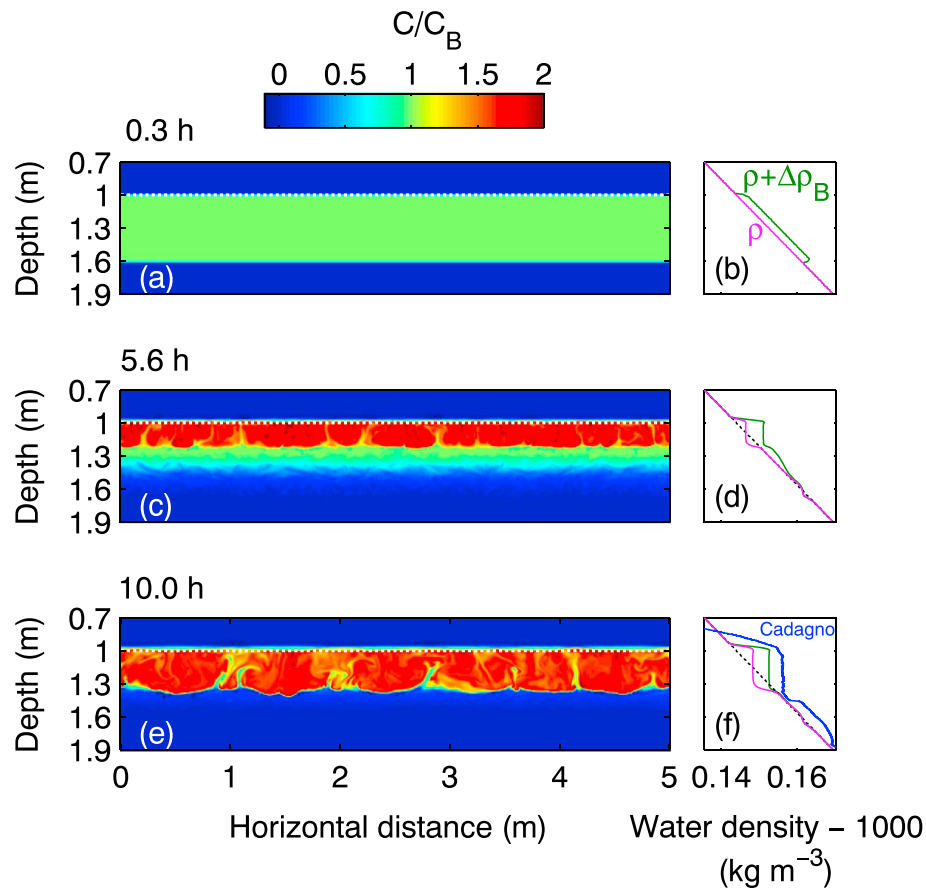 C/C_B
0 0.5 1 1.5 2
0.3 h
0.7
1
1.3
1.6
1.9
Depth (m)
(a)
ρ+Δρ_B
ρ
(b)
5.6 h
0.7
1
1.3
1.6
1.9
Depth (m)
(c)
(d)
10.0 h
0.7
1
1.3
1.6
1.9
Depth (m)
(e)
Cadagno
(f)
0 1 2 3 4 5
0.14 0.16
Horizontal distance (m)
Water density − 1000
(kg m⁻³)